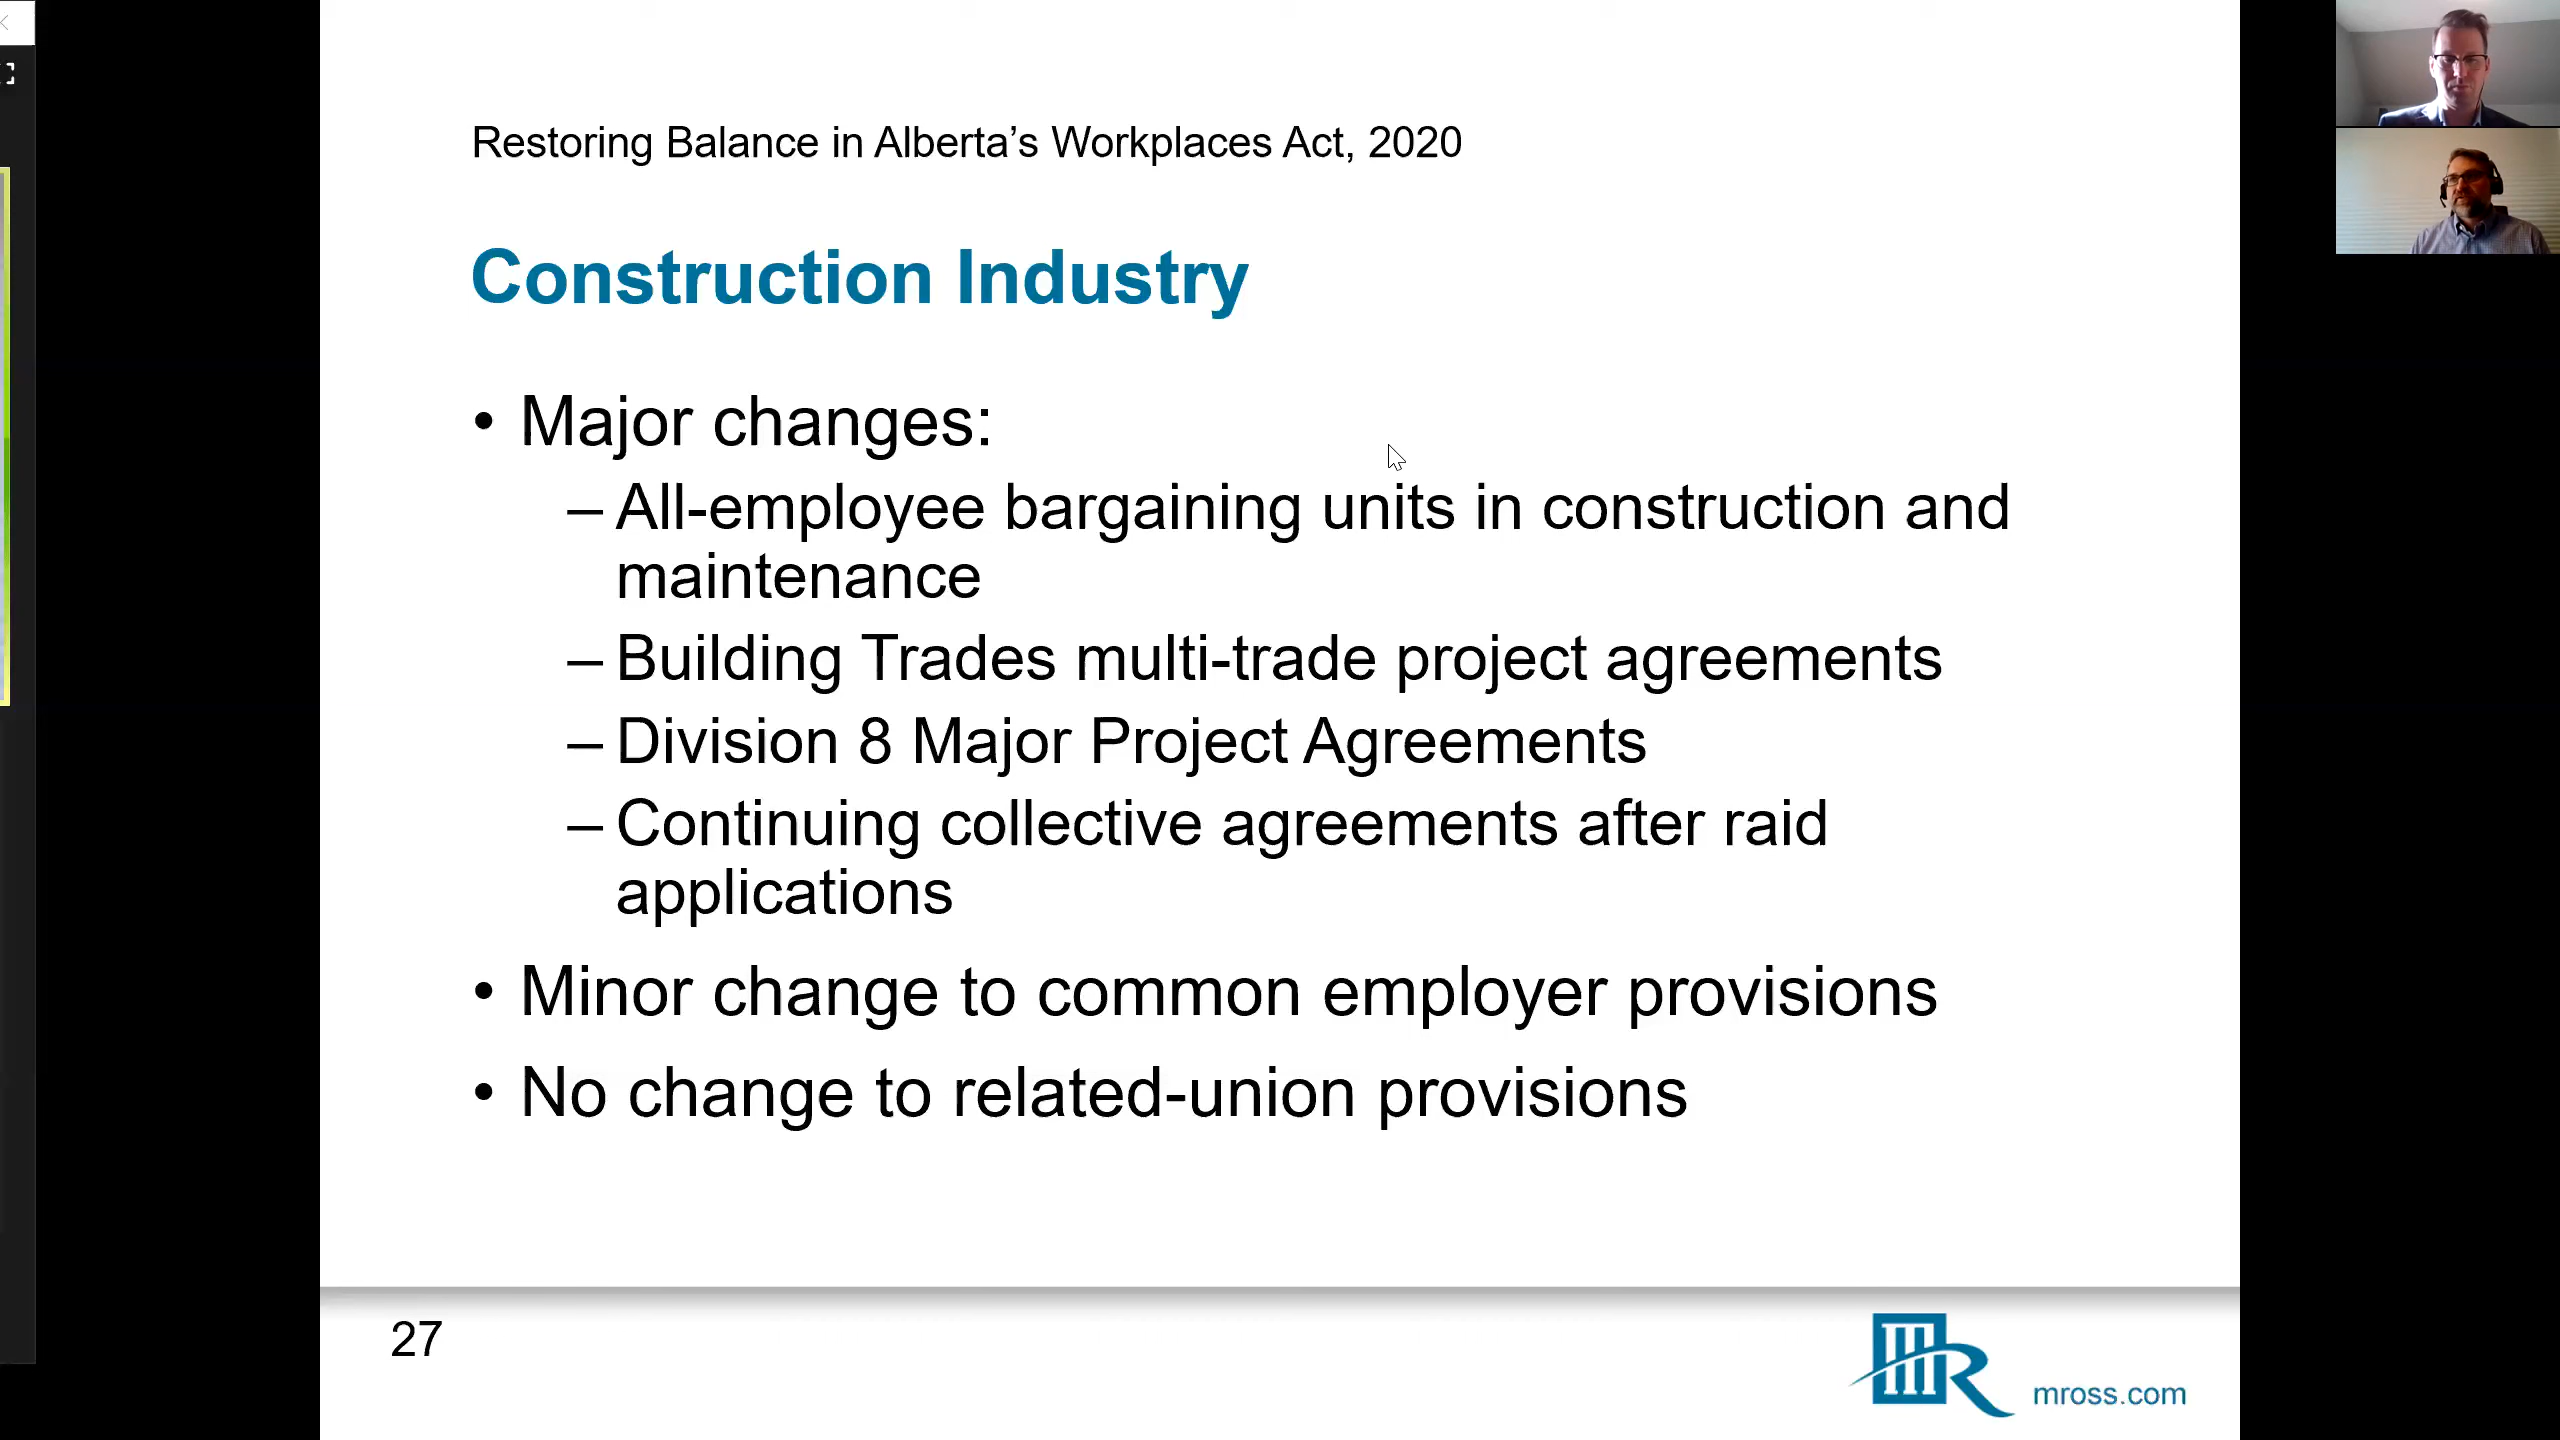 Restoring Balance in Alberta’s Workplaces Act, 2020
Construction Industry
• Major changes:
– All-employee bargaining units in construction and
maintenance
– Building Trades multi-trade project agreements
– Division 8 Major Project Agreements
– Continuing collective agreements after raid
applications
• Minor change to common employer provisions
• No change to related-union provisions
27
mross.com